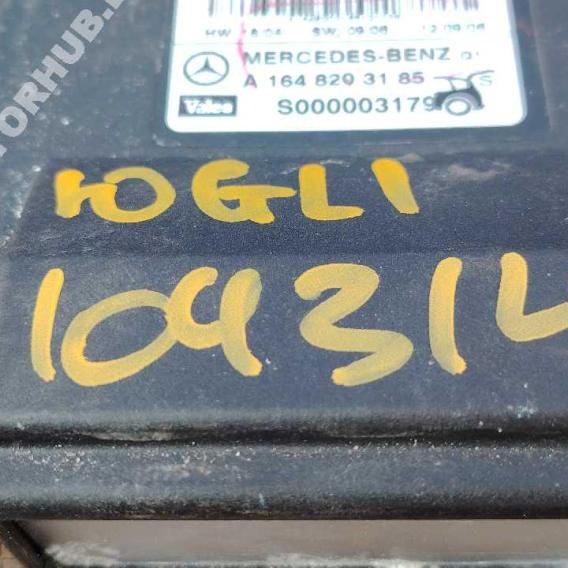 HW 8:04 SW 09:06 12.09.06
MERCEDES-BENZ
A 164 820 31 85
Valeo
S000003179
10GL1
10431L